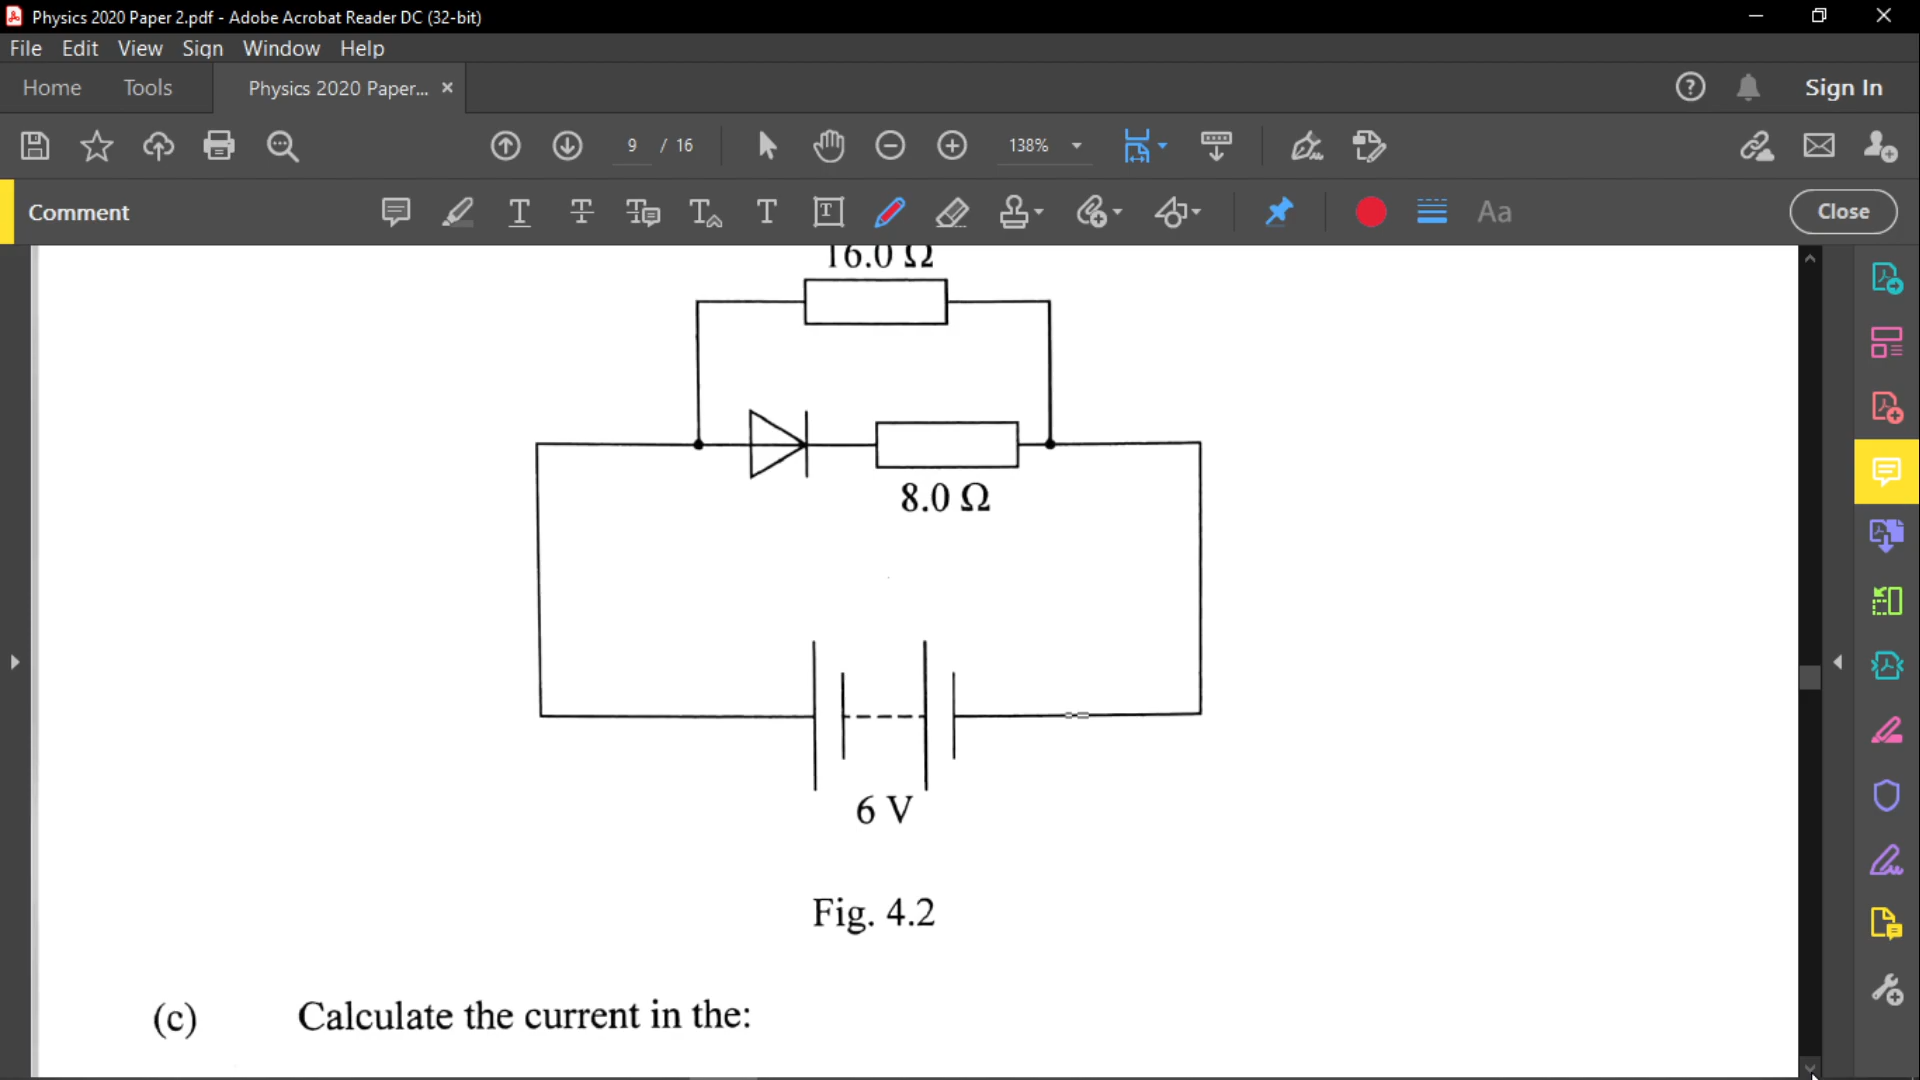 Physics 2020 Paper 2.pdf - Adobe Acrobat Reader DC (32-bit)
File Edit View Sign Window Help
Home Tools Physics 2020 Paper... × Sign In
9 / 16 138%
Comment Aa Close
16.0 Ω
8.0 Ω
6 V
Fig. 4.2
(c) Calculate the current in the: